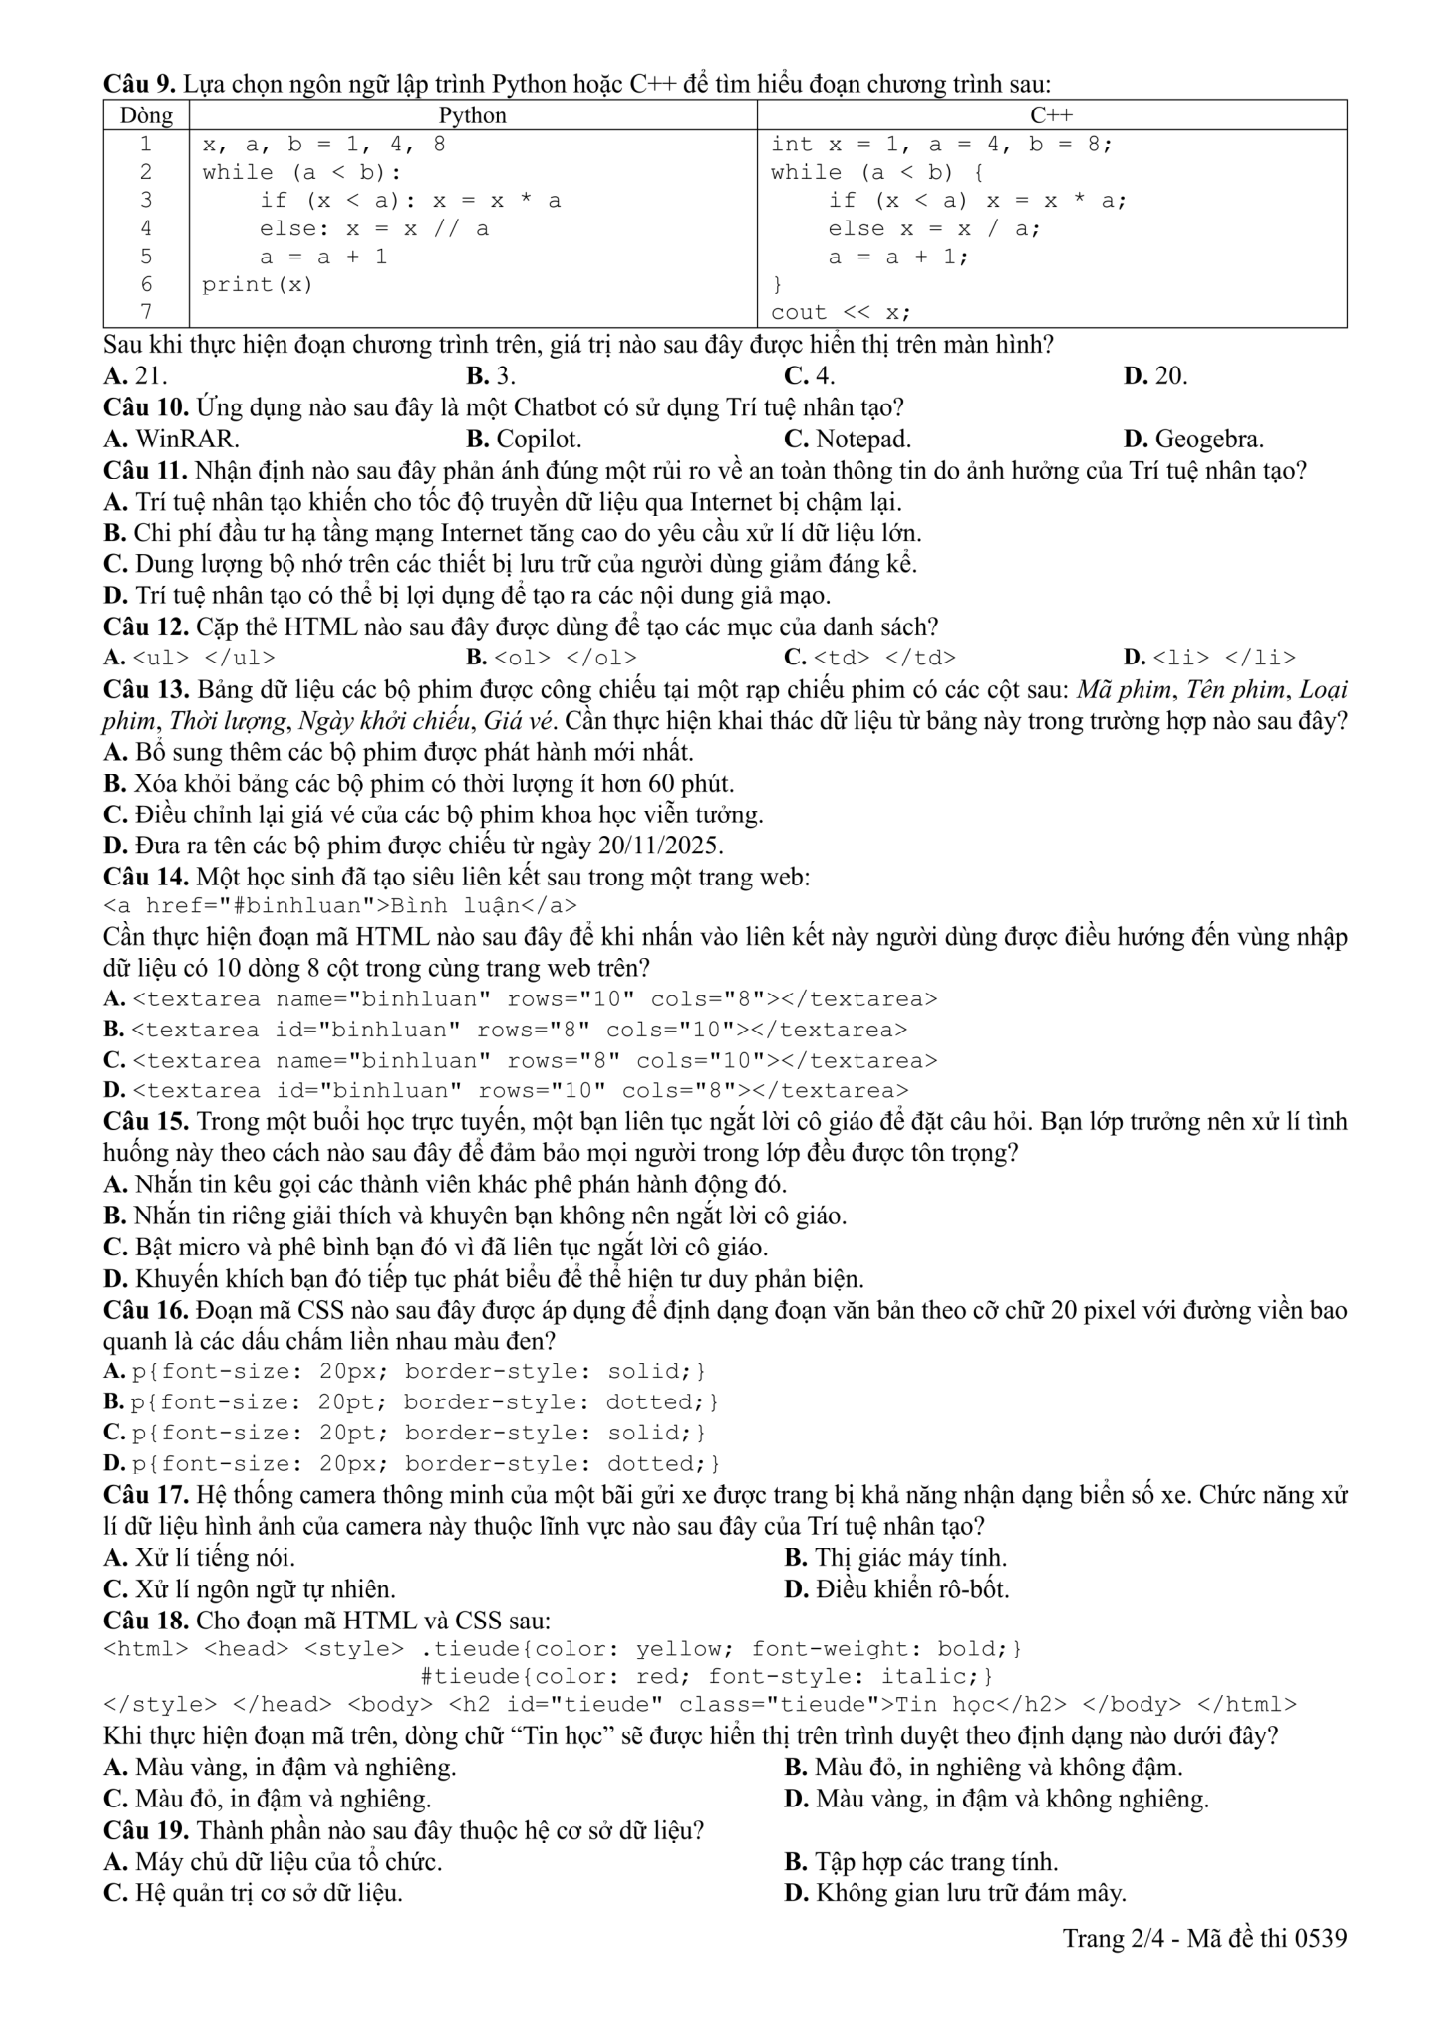 Câu 9. Lựa chọn ngôn ngữ lập trình Python hoặc C++ để tìm hiểu đoạn chương trình sau:
Dòng Python C++
1 x, a, b = 1, 4, 8 int x = 1, a = 4, b = 8;
2 while (a < b): while (a < b) {
3 if (x < a): x = x * a if (x < a) x = x * a;
4 else: x = x // a else x = x / a;
5 a = a + 1 a = a + 1;
6 print(x) }
7 cout << x;
Sau khi thực hiện đoạn chương trình trên, giá trị nào sau đây được hiển thị trên màn hình?
A. 21. B. 3. C. 4. D. 20.
Câu 10. Ứng dụng nào sau đây là một Chatbot có sử dụng Trí tuệ nhân tạo?
A. WinRAR. B. Copilot. C. Notepad. D. Geogebra.
Câu 11. Nhận định nào sau đây phản ánh đúng một rủi ro về an toàn thông tin do ảnh hưởng của Trí tuệ nhân tạo?
A. Trí tuệ nhân tạo khiến cho tốc độ truyền dữ liệu qua Internet bị chậm lại.
B. Chi phí đầu tư hạ tầng mạng Internet tăng cao do yêu cầu xử lí dữ liệu lớn.
C. Dung lượng bộ nhớ trên các thiết bị lưu trữ của người dùng giảm đáng kể.
D. Trí tuệ nhân tạo có thể bị lợi dụng để tạo ra các nội dung giả mạo.
Câu 12. Cặp thẻ HTML nào sau đây được dùng để tạo các mục của danh sách?
A. <ul> </ul> B. <ol> </ol> C. <td> </td> D. <li> </li>
Câu 13. Bảng dữ liệu các bộ phim được công chiếu tại một rạp chiếu phim có các cột sau: Mã phim, Tên phim, Loại
phim, Thời lượng, Ngày khởi chiếu, Giá vé. Cần thực hiện khai thác dữ liệu từ bảng này trong trường hợp nào sau đây?
A. Bổ sung thêm các bộ phim được phát hành mới nhất.
B. Xóa khỏi bảng các bộ phim có thời lượng ít hơn 60 phút.
C. Điều chỉnh lại giá vé của các bộ phim khoa học viễn tưởng.
D. Đưa ra tên các bộ phim được chiếu từ ngày 20/11/2025.
Câu 14. Một học sinh đã tạo siêu liên kết sau trong một trang web:
<a href="#binhluan">Bình luận</a>
Cần thực hiện đoạn mã HTML nào sau đây để khi nhấn vào liên kết này người dùng được điều hướng đến vùng nhập
dữ liệu có 10 dòng 8 cột trong cùng trang web trên?
A. <textarea name="binhluan" rows="10" cols="8"></textarea>
B. <textarea id="binhluan" rows="8" cols="10"></textarea>
C. <textarea name="binhluan" rows="8" cols="10"></textarea>
D. <textarea id="binhluan" rows="10" cols="8"></textarea>
Câu 15. Trong một buổi học trực tuyến, một bạn liên tục ngắt lời cô giáo để đặt câu hỏi. Bạn lớp trưởng nên xử lí tình
huống này theo cách nào sau đây để đảm bảo mọi người trong lớp đều được tôn trọng?
A. Nhắn tin kêu gọi các thành viên khác phê phán hành động đó.
B. Nhắn tin riêng giải thích và khuyên bạn không nên ngắt lời cô giáo.
C. Bật micro và phê bình bạn đó vì đã liên tục ngắt lời cô giáo.
D. Khuyến khích bạn đó tiếp tục phát biểu để thể hiện tư duy phản biện.
Câu 16. Đoạn mã CSS nào sau đây được áp dụng để định dạng đoạn văn bản theo cỡ chữ 20 pixel với đường viền bao
quanh là các dấu chấm liền nhau màu đen?
A. p{font-size: 20px; border-style: solid;}
B. p{font-size: 20pt; border-style: dotted;}
C. p{font-size: 20pt; border-style: solid;}
D. p{font-size: 20px; border-style: dotted;}
Câu 17. Hệ thống camera thông minh của một bãi gửi xe được trang bị khả năng nhận dạng biển số xe. Chức năng xử
lí dữ liệu hình ảnh của camera này thuộc lĩnh vực nào sau đây của Trí tuệ nhân tạo?
A. Xử lí tiếng nói. B. Thị giác máy tính.
C. Xử lí ngôn ngữ tự nhiên. D. Điều khiển rô-bốt.
Câu 18. Cho đoạn mã HTML và CSS sau:
<html> <head> <style> .tieude{color: yellow; font-weight: bold;}
#tieude{color: red; font-style: italic;}
</style> </head> <body> <h2 id="tieude" class="tieude">Tin học</h2> </body> </html>
Khi thực hiện đoạn mã trên, dòng chữ “Tin học” sẽ được hiển thị trên trình duyệt theo định dạng nào dưới đây?
A. Màu vàng, in đậm và nghiêng. B. Màu đỏ, in nghiêng và không đậm.
C. Màu đỏ, in đậm và nghiêng. D. Màu vàng, in đậm và không nghiêng.
Câu 19. Thành phần nào sau đây thuộc hệ cơ sở dữ liệu?
A. Máy chủ dữ liệu của tổ chức. B. Tập hợp các trang tính.
C. Hệ quản trị cơ sở dữ liệu. D. Không gian lưu trữ đám mây.
Trang 2/4 - Mã đề thi 0539